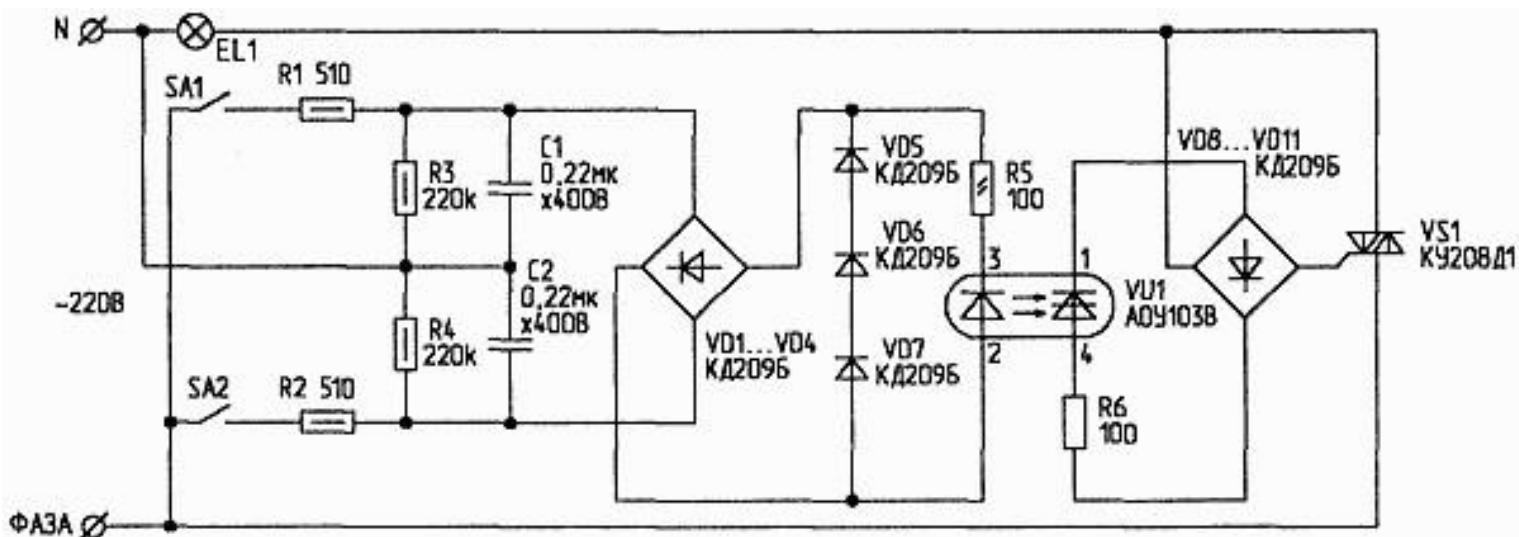 N
EL1
SA1
R1 510
R3
220k
C1
0,22мк
х400В
~220В
R4
220k
C2
0,22мк
х400В
SA2
R2 510
ФАЗА
VD1...VD4
КД209Б
VD5
КД209Б
VD6
КД209Б
VD7
КД209Б
R5
100
3
1
2
4
VU1
АОУ103В
R6
100
VD8...VD11
КД209Б
VS1
КУ208Д1